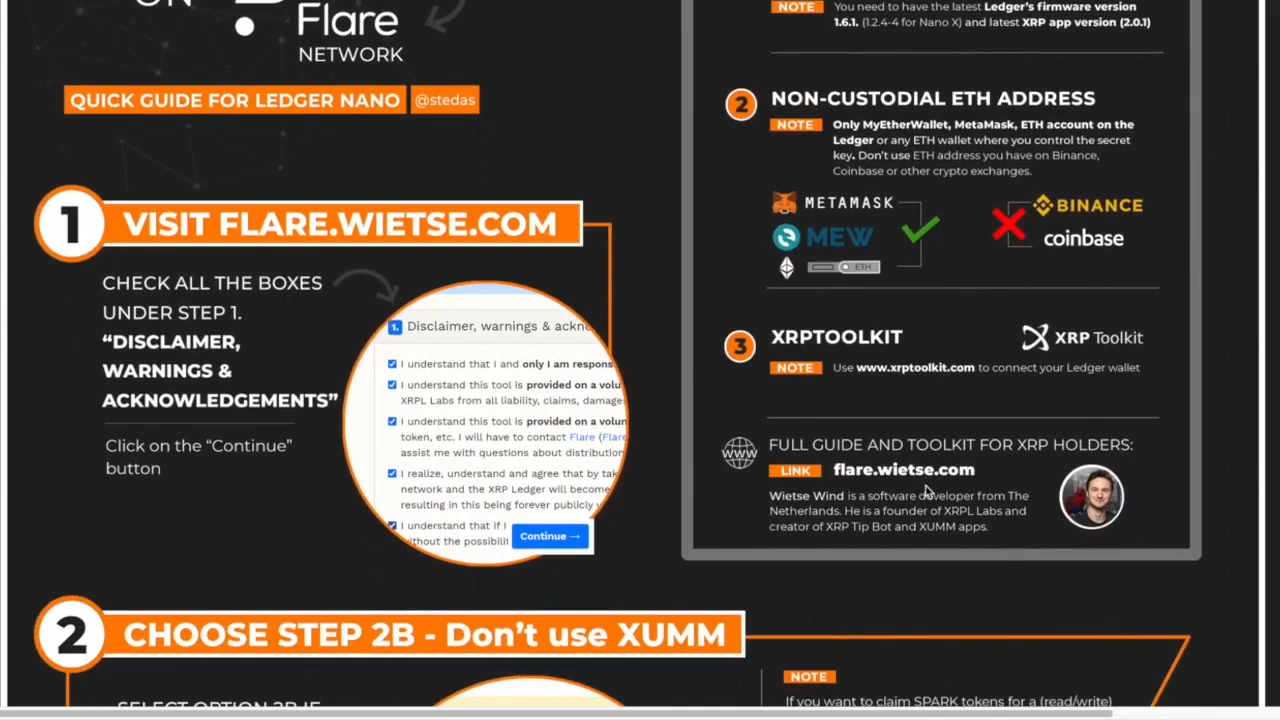 ON
Flare
NETWORK
QUICK GUIDE FOR LEDGER NANO @stedas
1 VISIT FLARE.WIETSE.COM
CHECK ALL THE BOXES
UNDER STEP 1.
“DISCLAIMER,
WARNINGS &
ACKNOWLEDGEMENTS”
Click on the “Continue”
button
1. Disclaimer, warnings & ackn
I understand that I and only I am respons
I understand this tool is provided on a volu
XRPL Labs from all liability, claims, damage
I understand this tool is provided on a volun
token, etc. I will have to contact Flare (Flare
assist me with questions about distribution
I realize, understand and agree that by tak
network and the XRP Ledger will become
resulting in this being forever publicly
I understand that if I
without the possibili
Continue →
NOTE You need to have the latest Ledger’s firmware version
1.6.1. (1.2.4-4 for Nano X) and latest XRP app version (2.0.1)
2 NON-CUSTODIAL ETH ADDRESS
NOTE Only MyEtherWallet, MetaMask, ETH account on the
Ledger or any ETH wallet where you control the secret
key. Don’t use ETH address you have on Binance,
Coinbase or other crypto exchanges.
METAMASK
MEW
ETH
BINANCE
coinbase
3 XRPTOOLKIT
XRP Toolkit
NOTE Use www.xrptoolkit.com to connect your Ledger wallet
www FULL GUIDE AND TOOLKIT FOR XRP HOLDERS:
LINK flare.wietse.com
Wietse Wind is a software developer from The
Netherlands. He is a founder of XRPL Labs and
creator of XRP Tip Bot and XUMM apps.
2 CHOOSE STEP 2B - Don’t use XUMM
SELECT OPTION 2B IF
NOTE
If you want to claim SPARK tokens for a (read/write)